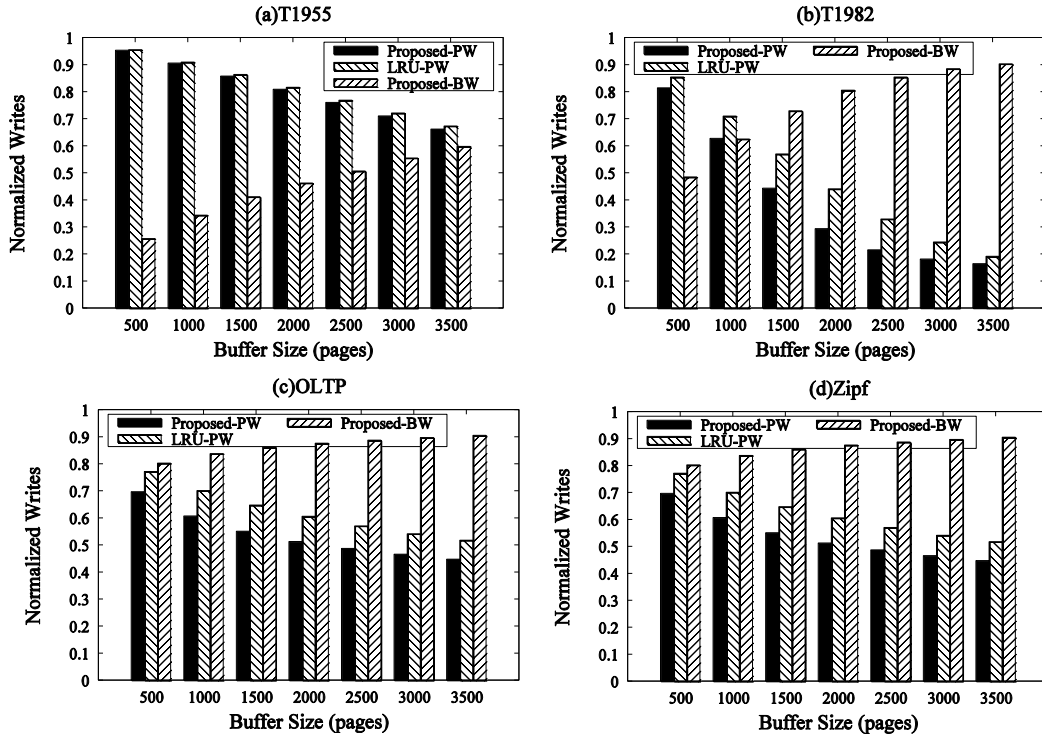 (a)T1955
Normalized Writes
1
0.9
0.8
0.7
0.6
0.5
0.4
0.3
0.2
0.1
0
Proposed-PW
LRU-PW
Proposed-BW
500 1000 1500 2000 2500 3000 3500
Buffer Size (pages)
(b)T1982
Normalized Writes
1
0.9
0.8
0.7
0.6
0.5
0.4
0.3
0.2
0.1
0
Proposed-PW Proposed-BW
LRU-PW
500 1000 1500 2000 2500 3000 3500
Buffer Size (pages)
(c)OLTP
Normalized Writes
1
0.9
0.8
0.7
0.6
0.5
0.4
0.3
0.2
0.1
0
Proposed-PW Proposed-BW
LRU-PW
500 1000 1500 2000 2500 3000 3500
Buffer Size (pages)
(d)Zipf
Normalized Writes
1
0.9
0.8
0.7
0.6
0.5
0.4
0.3
0.2
0.1
0
Proposed-PW Proposed-BW
LRU-PW
500 1000 1500 2000 2500 3000 3500
Buffer Size (pages)